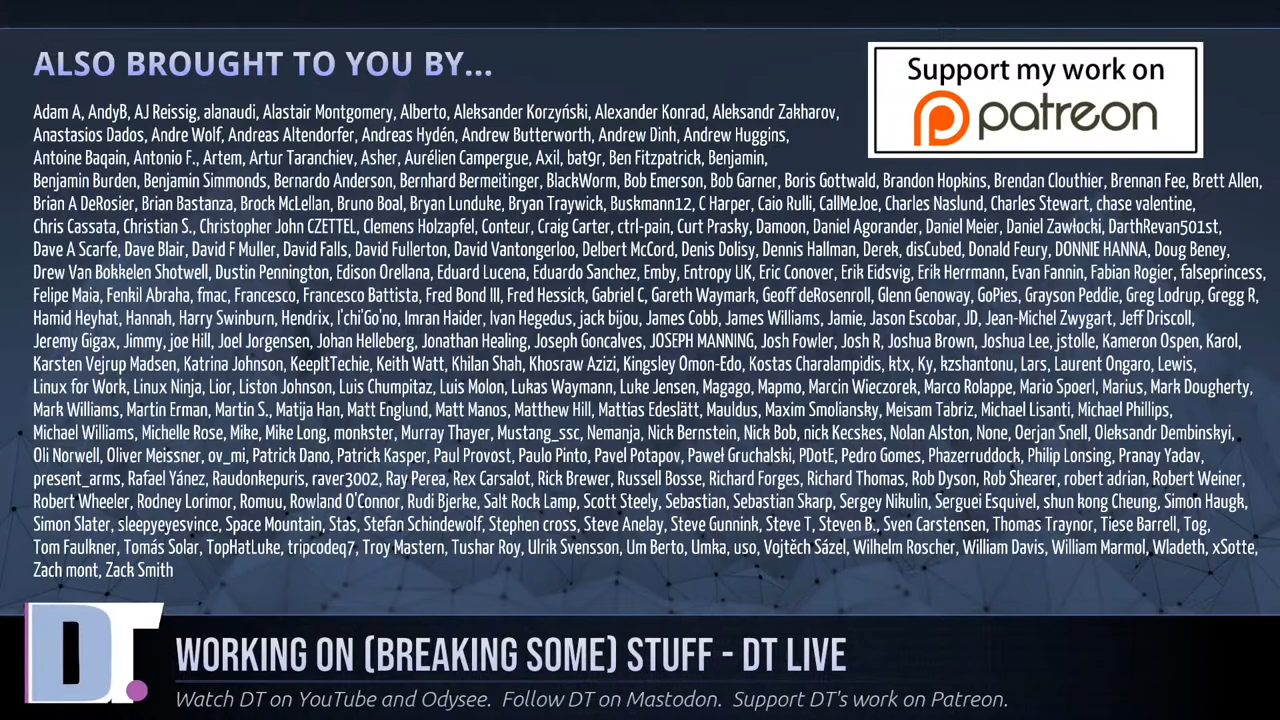 ALSO BROUGHT TO YOU BY...
Support my work on
patreon
Adam A, AndyB, AJ Reissig, alanaudi, Alastair Montgomery, Alberto, Aleksander Korzyński, Alexander Konrad, Aleksandr Zakharov,
Anastasios Dados, Andre Wolf, Andreas Altendorfer, Andreas Hydén, Andrew Butterworth, Andrew Dinh, Andrew Huggins,
Antoine Baqain, Antonio F., Artem, Artur Taranchiev, Asher, Aurélien Campergue, Axil, bat9r, Ben Fitzpatrick, Benjamin,
Benjamin Burden, Benjamin Simmonds, Bernardo Anderson, Bernhard Bermeitinger, BlackWorm, Bob Emerson, Bob Garner, Boris Gottwald, Brandon Hopkins, Brendan Clouthier, Brennan Fee, Brett Allen,
Brian A DeRosier, Brian Bastanza, Brock McLellan, Bruno Boal, Bryan Lunduke, Bryan Traywick, Buskmann12, C Harper, Caio Rulli, CallMeJoe, Charles Naslund, Charles Stewart, chase valentine,
Chris Cassata, Christian S., Christopher John CZETTEL, Clemens Holzapfel, Conteur, Craig Carter, ctrl-pain, Curt Prasky, Damoon, Daniel Agorander, Daniel Meier, Daniel Zawłocki, DarthRevan501st,
Dave A Scarfe, Dave Blair, David F Muller, David Falls, David Fullerton, David Vantongerloo, Delbert McCord, Denis Dolisy, Dennis Hallman, Derek, disCubed, Donald Feury, DONNIE HANNA, Doug Beney,
Drew Van Bokkelen Shotwell, Dustin Pennington, Edison Orellana, Eduard Lucena, Eduardo Sanchez, Emby, Entropy UK, Eric Conover, Erik Eidsvig, Erik Herrmann, Evan Fannin, Fabian Rogier, falseprincess,
Felipe Maia, Fenkil Abraha, fmac, Francesco, Francesco Battista, Fred Bond III, Fred Hessick, Gabriel C, Gareth Waymark, Geoff deRosenroll, Glenn Genoway, GoPies, Grayson Peddie, Greg Lodrup, Gregg R,
Hamid Heyhat, Hannah, Harry Swinburn, Hendrix, I'chi'Go'no, Imran Haider, Ivan Hegedus, jack bijou, James Cobb, James Williams, Jamie, Jason Escobar, JD, Jean-Michel Zwygart, Jeff Driscoll,
Jeremy Gigax, Jimmy, joe Hill, Joel Jorgensen, Johan Helleberg, Jonathan Healing, Joseph Goncalves, JOSEPH MANNING, Josh Fowler, Josh R, Joshua Brown, Joshua Lee, jstolle, Kameron Ospen, Karol,
Karsten Vejrup Madsen, Katrina Johnson, KeepItTechie, Keith Watt, Khilan Shah, Khosraw Azizi, Kingsley Omon-Edo, Kostas Charalampidis, ktx, Ky, kzshantonu, Lars, Laurent Ongaro, Lewis,
Linux for Work, Linux Ninja, Lior, Liston Johnson, Luis Chumpitaz, Luis Molon, Lukas Waymann, Luke Jensen, Magago, Mapmo, Marcin Wieczorek, Marco Rolappe, Mario Spoerl, Marius, Mark Dougherty,
Mark Williams, Martin Erman, Martin S., Matija Han, Matt Englund, Matt Manos, Matthew Hill, Mattias Edeslätt, Mauldus, Maxim Smoliansky, Meisam Tabriz, Michael Lisanti, Michael Phillips,
Michael Williams, Michelle Rose, Mike, Mike Long, monkster, Murray Thayer, Mustang_ssc, Nemanja, Nick Bernstein, Nick Bob, nick Kecskes, Nolan Alston, None, Oerjan Snell, Oleksandr Dembinskyi,
Oli Norwell, Oliver Meissner, ov_mi, Patrick Dano, Patrick Kasper, Paul Provost, Paulo Pinto, Pavel Potapov, Paweł Gruchalski, PDotE, Pedro Gomes, Phazerruddock, Philip Lonsing, Pranay Yadav,
present_arms, Rafael Yánez, Raudonkepuris, raver3002, Ray Perea, Rex Carsalot, Rick Brewer, Russell Bosse, Richard Forges, Richard Thomas, Rob Dyson, Rob Shearer, robert adrian, Robert Weiner,
Robert Wheeler, Rodney Lorimor, Romuu, Rowland O'Connor, Rudi Bjerke, Salt Rock Lamp, Scott Steely, Sebastian, Sebastian Skarp, Sergey Nikulin, Serguei Esquivel, shun kong Cheung, Simon Haugk,
Simon Slater, sleepyeyesvince, Space Mountain, Stas, Stefan Schindewolf, Stephen cross, Steve Anelay, Steve Gunnink, Steve T, Steven B., Sven Carstensen, Thomas Traynor, Tiese Barrell, Tog,
Tom Faulkner, Tomás Solar, TopHatLuke, tripcodeq7, Troy Mastern, Tushar Roy, Ulrik Svensson, Um Berto, Umka, uso, Vojtěch Sázel, Wilhelm Roscher, William Davis, William Marmol, Wladeth, xSotte,
Zach mont, Zack Smith
DT.
WORKING ON (BREAKING SOME) STUFF - DT LIVE
Watch DT on YouTube and Odysee. Follow DT on Mastodon. Support DT's work on Patreon.